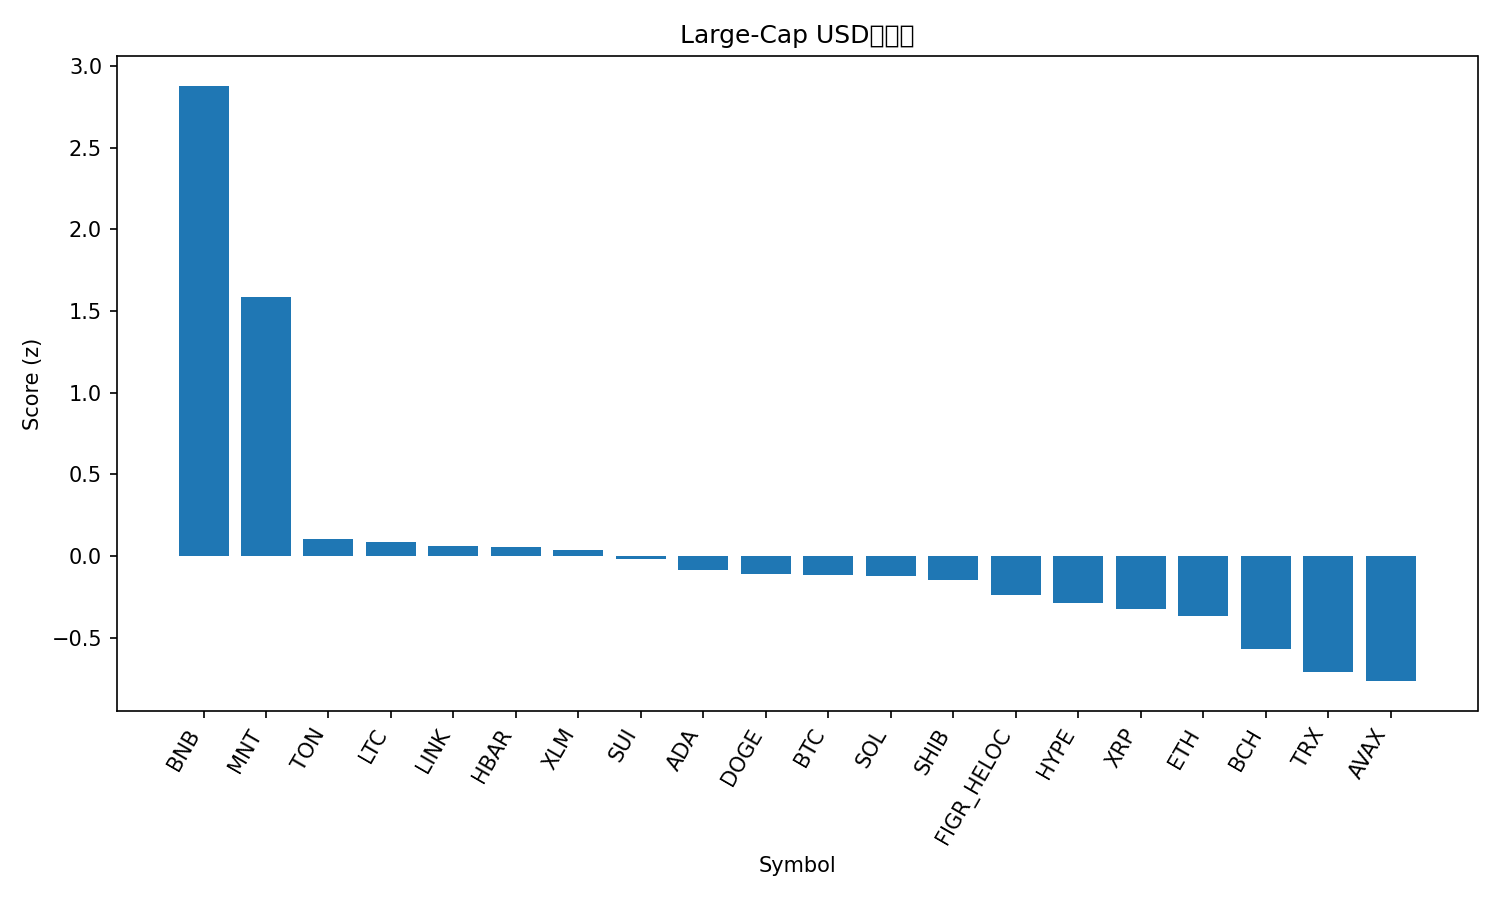 Large-Cap USD
3.0
2.5
2.0
1.5
1.0
0.5
0.0
−0.5
Score (z)
BNB
MNT
TON
LTC
LINK
HBAR
XLM
SUI
ADA
DOGE
BTC
SOL
SHIB
FIGR_HELOC
HYPE
XRP
ETH
BCH
TRX
AVAX
Symbol